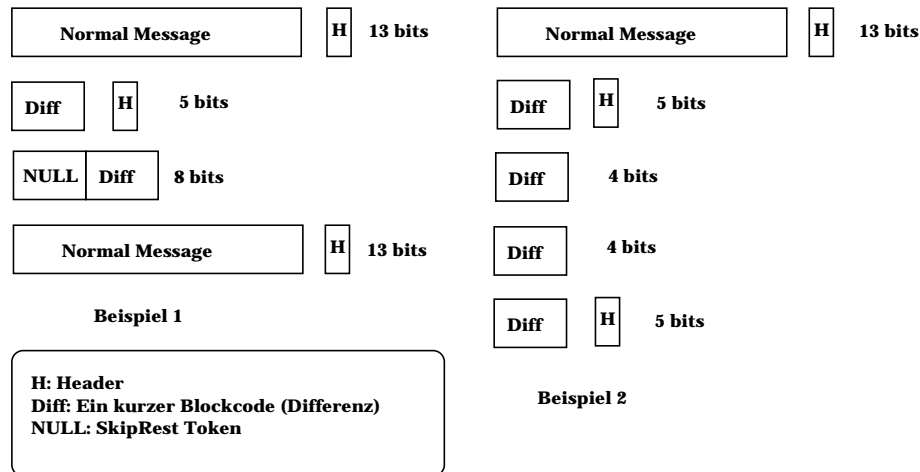 Normal Message H 13 bits
Diff H 5 bits
NULL Diff 8 bits
Normal Message H 13 bits
Beispiel 1
H: Header
Diff: Ein kurzer Blockcode (Differenz)
NULL: SkipRest Token
Normal Message H 13 bits
Diff H 5 bits
Diff 4 bits
Diff 4 bits
Diff H 5 bits
Beispiel 2